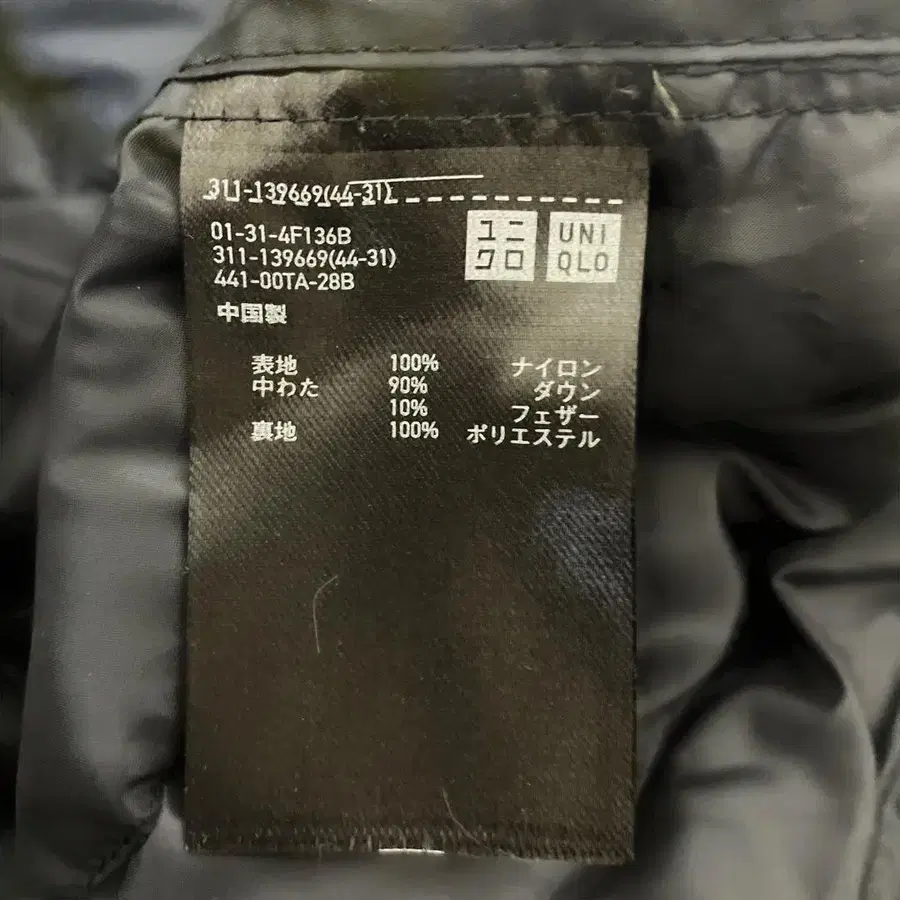 311-139669(44-31)
01-31-4F136B
311-139669(44-31)
441-00TA-28B
中国製
ユニクロ
UNIQLO
表地 100% ナイロン
中わた 90% ダウン
10% フェザー
裏地 100% ポリエステル